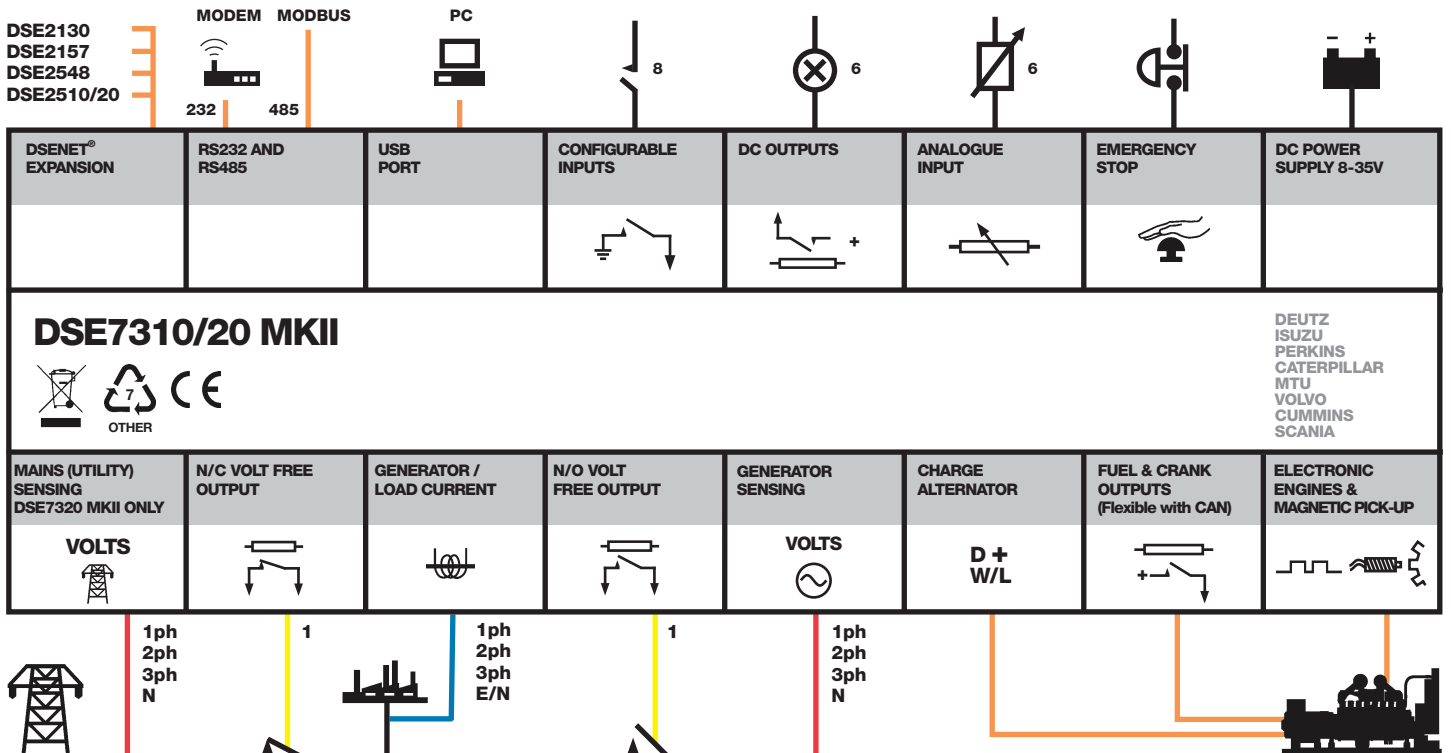 DSE2130
DSE2157
DSE2548
DSE2510/20
MODEM
MODBUS
PC
232
485
8
6
6
- +
DSENET® EXPANSION
RS232 AND RS485
USB PORT
CONFIGURABLE INPUTS
DC OUTPUTS
ANALOGUE INPUT
EMERGENCY STOP
DC POWER SUPPLY 8-35V
+
DSE7310/20 MKII
7
OTHER
CE
DEUTZ
ISUZU
PERKINS
CATERPILLAR
MTU
VOLVO
CUMMINS
SCANIA
MAINS (UTILITY)
SENSING
DSE7320 MKII ONLY
N/C VOLT FREE
OUTPUT
GENERATOR /
LOAD CURRENT
N/O VOLT
FREE OUTPUT
GENERATOR
SENSING
CHARGE
ALTERNATOR
FUEL & CRANK
OUTPUTS
(Flexible with CAN)
ELECTRONIC
ENGINES &
MAGNETIC PICK-UP
VOLTS
VOLTS
D +
W/L
+
1ph
2ph
3ph
N
1
1ph
2ph
3ph
E/N
1
1ph
2ph
3ph
N